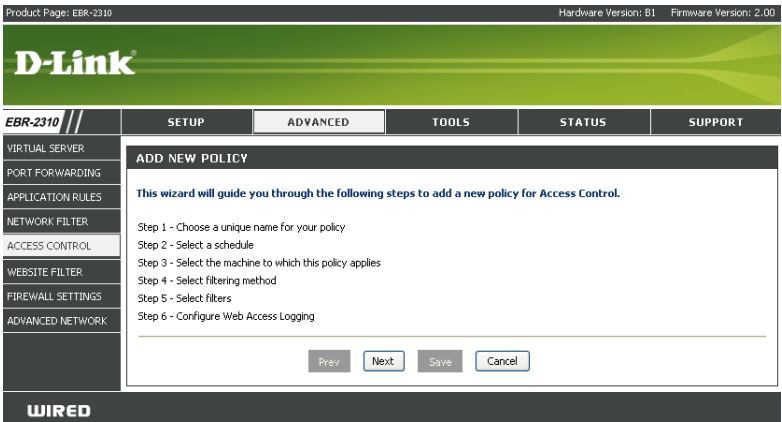 Product Page: EBR-2310 Hardware Version: B1 Firmware Version: 2.00
D-Link®
EBR-2310 SETUP ADVANCED TOOLS STATUS SUPPORT
VIRTUAL SERVER
PORT FORWARDING
APPLICATION RULES
NETWORK FILTER
ACCESS CONTROL
WEBSITE FILTER
FIREWALL SETTINGS
ADVANCED NETWORK
ADD NEW POLICY
This wizard will guide you through the following steps to add a new policy for Access Control.
Step 1 - Choose a unique name for your policy
Step 2 - Select a schedule
Step 3 - Select the machine to which this policy applies
Step 4 - Select filtering method
Step 5 - Select filters
Step 6 - Configure Web Access Logging
Prev Next Save Cancel
WIRED